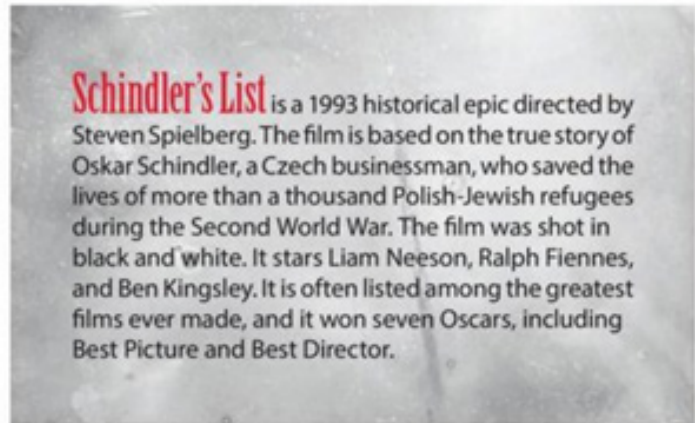 Schindler's List is a 1993 historical epic directed by
Steven Spielberg. The film is based on the true story of
Oskar Schindler, a Czech businessman, who saved the
lives of more than a thousand Polish-Jewish refugees
during the Second World War. The film was shot in
black and white. It stars Liam Neeson, Ralph Fiennes,
and Ben Kingsley. It is often listed among the greatest
films ever made, and it won seven Oscars, including
Best Picture and Best Director.